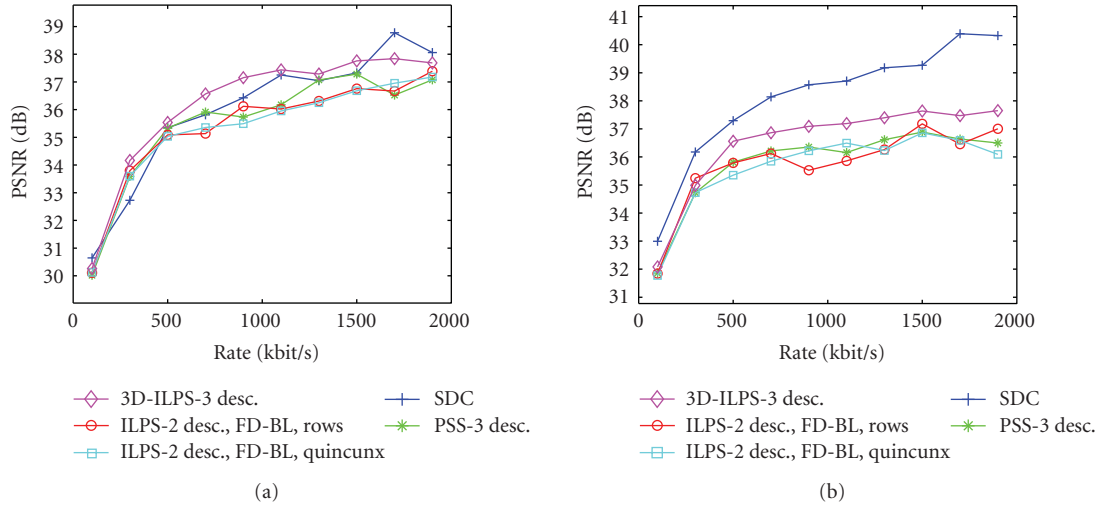 39
38
37
36
35
34
33
32
31
30
PSNR (dB)
0 500 1000 1500 2000
Rate (kbit/s)
3D-ILPS-3 desc.
ILPS-2 desc., FD-BL, rows
ILPS-2 desc., FD-BL, quincunx
SDC
PSS-3 desc.
(a)
41
40
39
38
37
36
35
34
33
32
31
PSNR (dB)
0 500 1000 1500 2000
Rate (kbit/s)
3D-ILPS-3 desc.
ILPS-2 desc., FD-BL, rows
ILPS-2 desc., FD-BL, quincunx
SDC
PSS-3 desc.
(b)